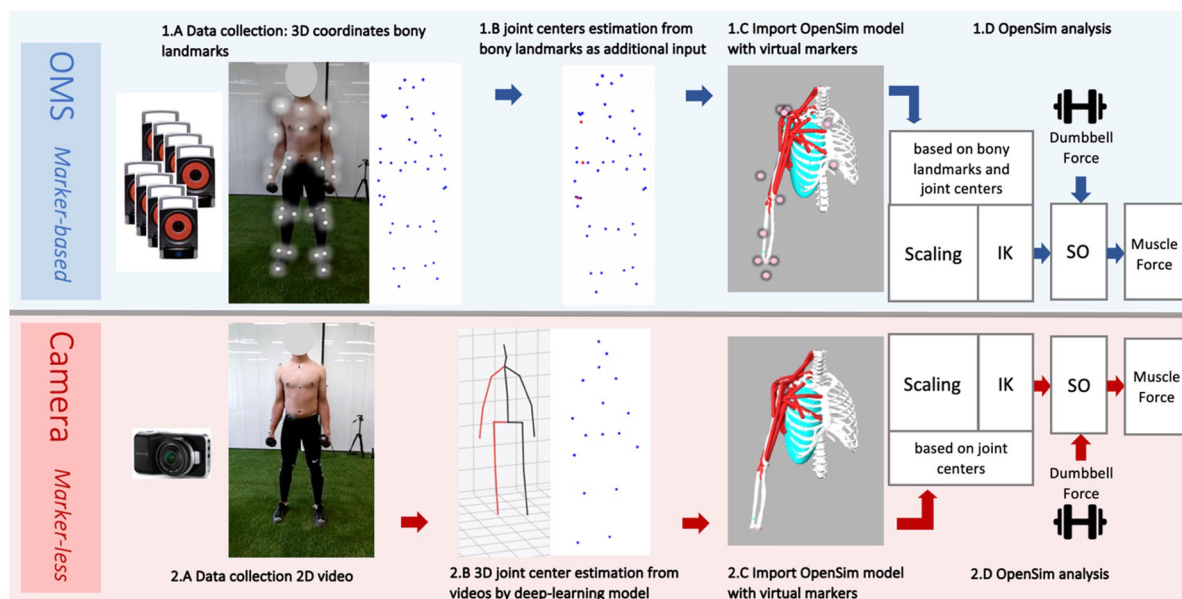 OMS Marker-based
1.A Data collection: 3D coordinates bony
landmarks
1.B joint centers estimation from
bony landmarks as additional input
1.C Import OpenSim model
with virtual markers
1.D OpenSim analysis
Dumbbell
Force
based on bony
landmarks and
joint centers
Scaling
IK
SO
Muscle
Force
Camera Marker-less
Scaling
IK
SO
Muscle
Force
based on joint
centers
Dumbbell
Force
2.A Data collection 2D video
2.B 3D joint center estimation from
videos by deep-learning model
2.C Import OpenSim model
with virtual markers
2.D OpenSim analysis